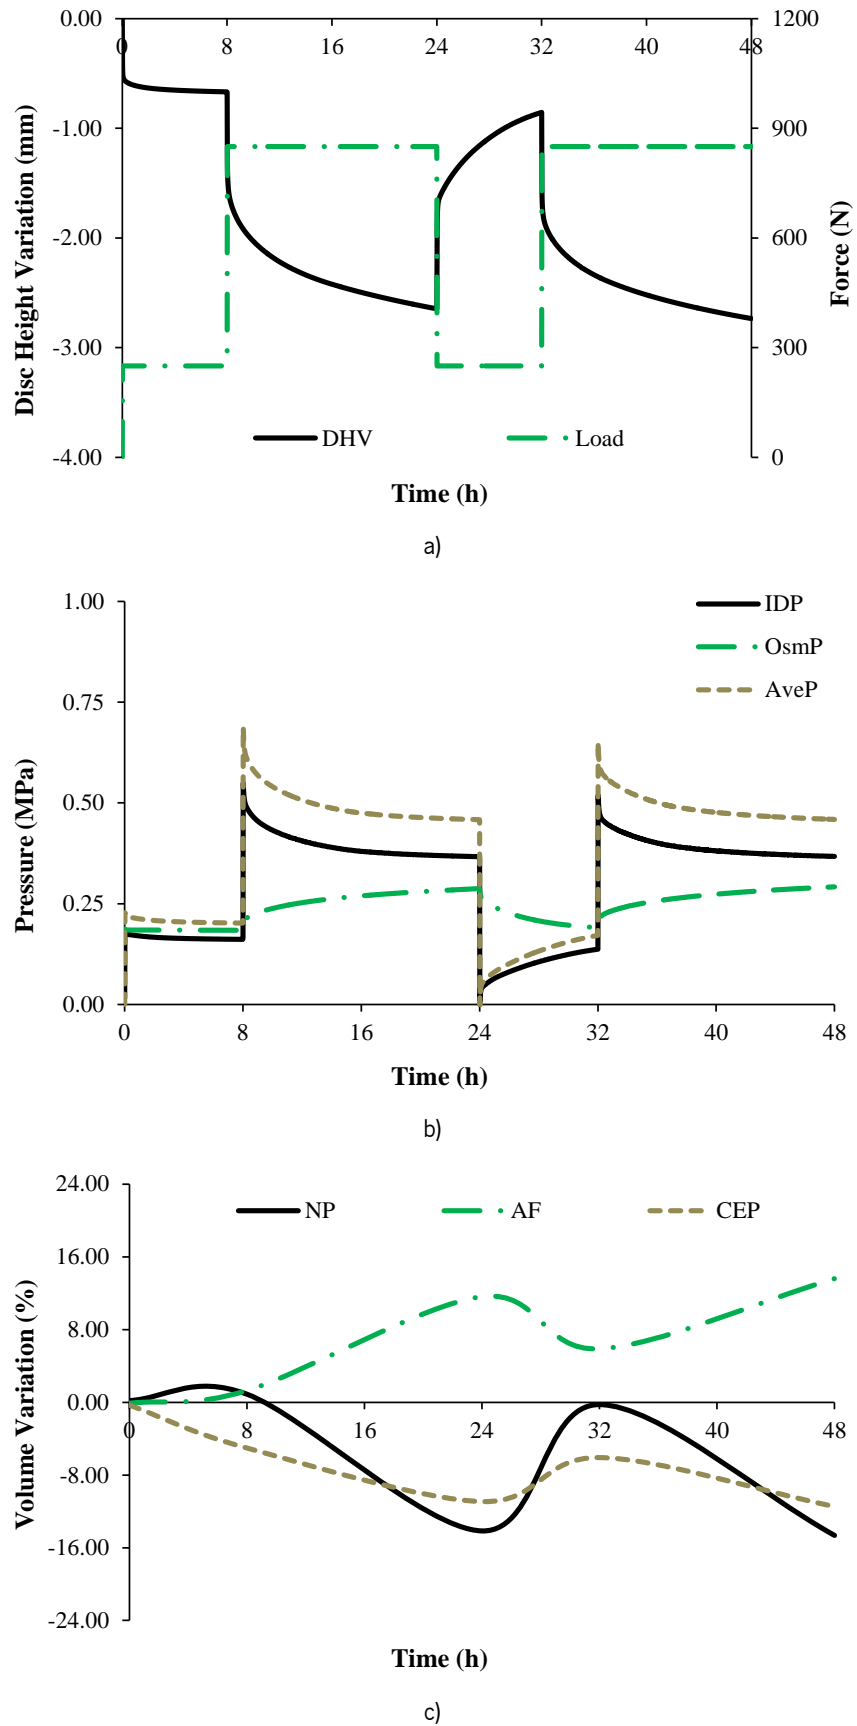 0.00
-1.00
-2.00
-3.00
-4.00
Disc Height Variation (mm)
0 8 16 24 32 40 48
1200
900
600
300
0
Force (N)
DHV Load
Time (h)
a)
1.00
0.75
0.50
0.25
0.00
Pressure (MPa)
IDP
OsmP
AveP
0 8 16 24 32 40 48
Time (h)
b)
24.00
16.00
8.00
0.00
-8.00
-16.00
-24.00
Volume Variation (%)
NP AF CEP
0 8 16 24 32 40 48
Time (h)
c)